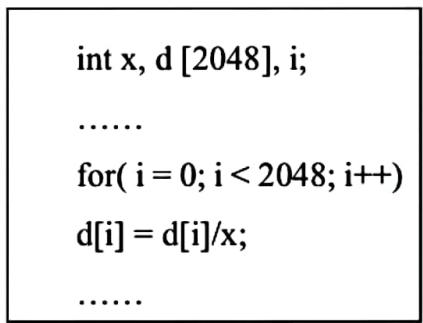 int x, d [2048], i;
……
for( i = 0; i < 2048; i++)
d[i] = d[i]/x;
……